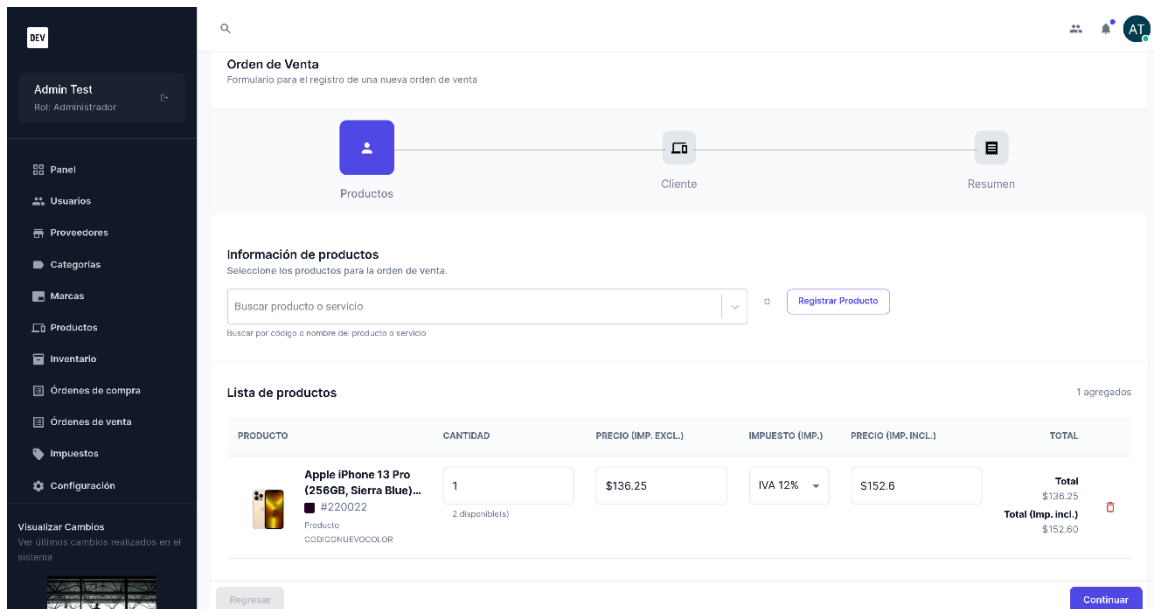 DEV
AT
Admin Test
Rol: Administrador
Panel
Usuarios
Proveedores
Categorías
Marcas
Productos
Inventario
Órdenes de compra
Órdenes de venta
Impuestos
Configuración
Visualizar Cambios
Ver últimos cambios realizados en el
sistema
Orden de Venta
Formulario para el registro de una nueva orden de venta
Productos
Cliente
Resumen
Información de productos
Seleccione los productos para la orden de venta.
Buscar producto o servicio
o
Registrar Producto
Buscar por código o nombre del producto o servicio
Lista de productos
1 agregados
PRODUCTO CANTIDAD PRECIO (IMP. EXCL.) IMPUESTO (IMP.) PRECIO (IMP. INCL.) TOTAL
Apple iPhone 13 Pro
(256GB, Sierra Blue)...
#220022
Producto
CODICONUEVOCOLOR
1
2 disponible(s)
$136.25
IVA 12%
$152.6
Total
$136.25
Total (Imp. incl.)
$152.60
Regresar
Continuar